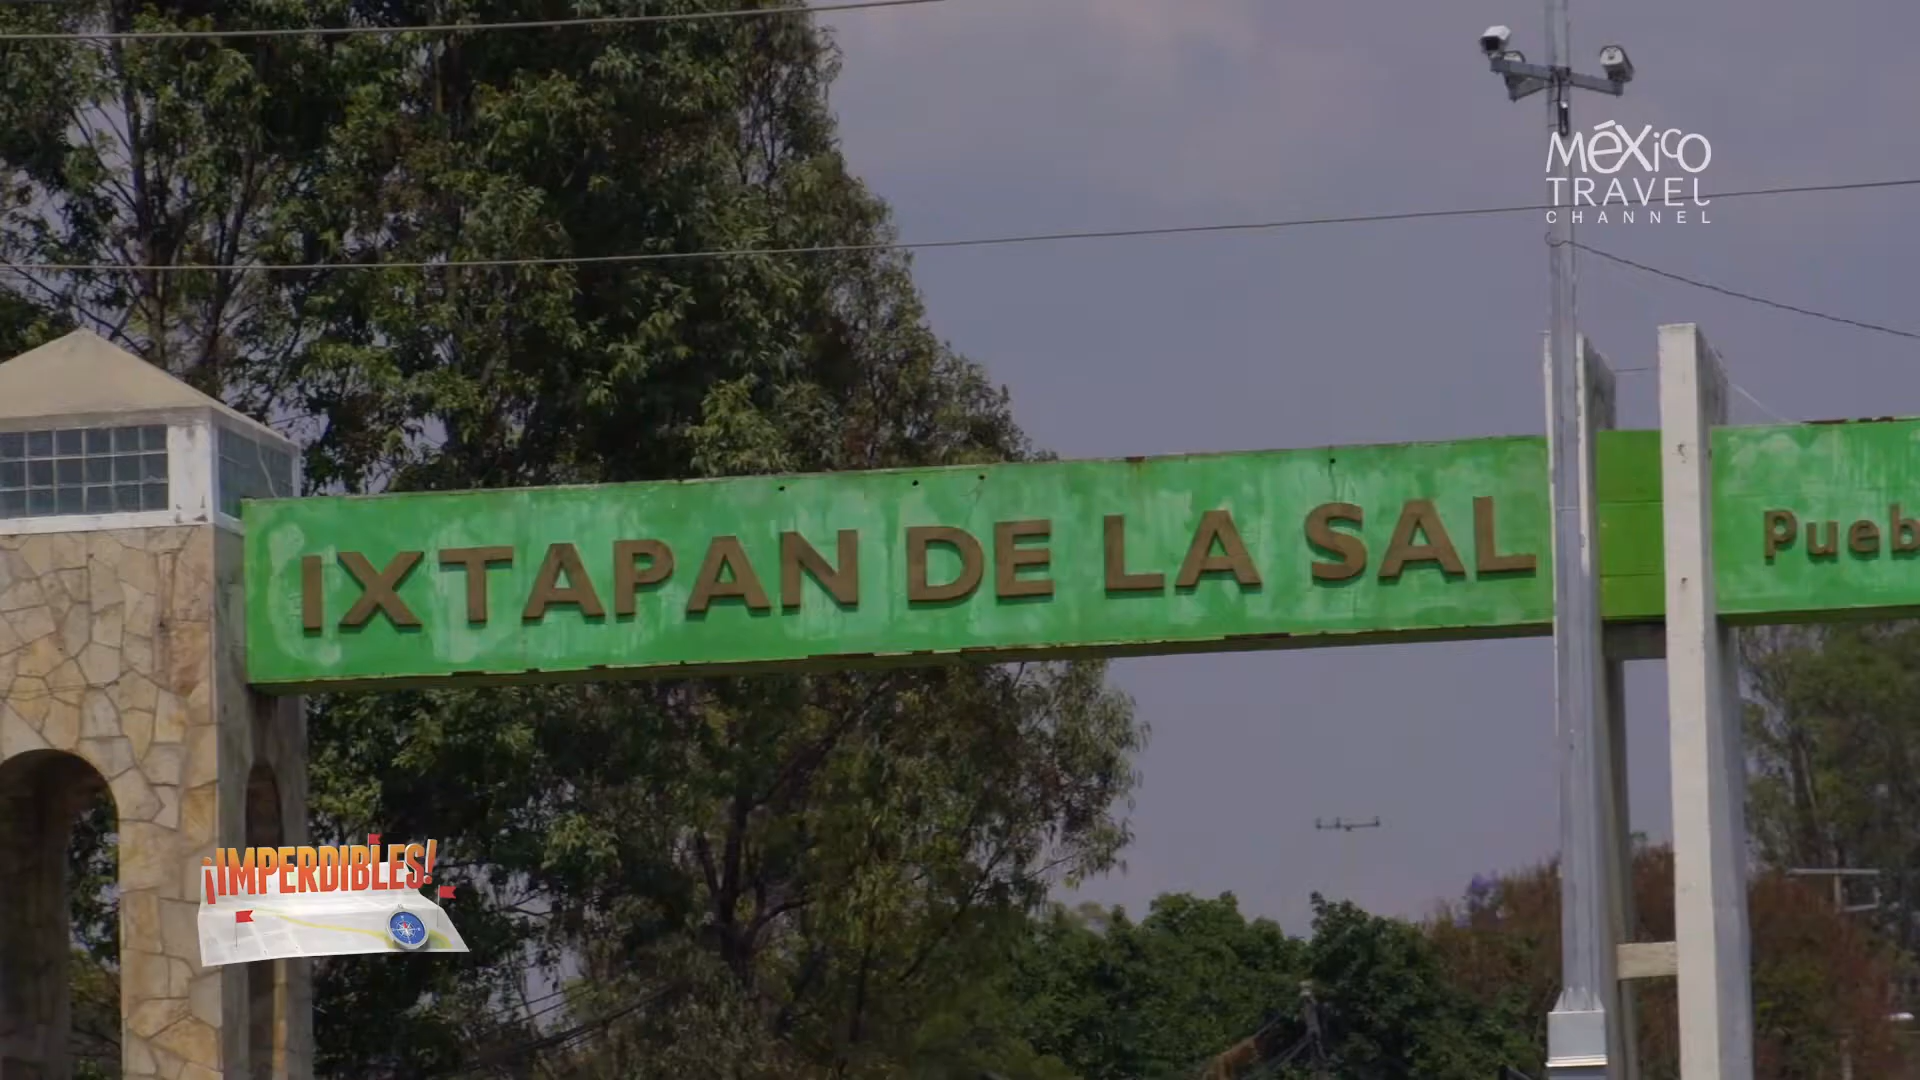 MéXico
TRAVEL
CHANNEL
IXTAPAN DE LA SAL
¡IMPERDIBLES!